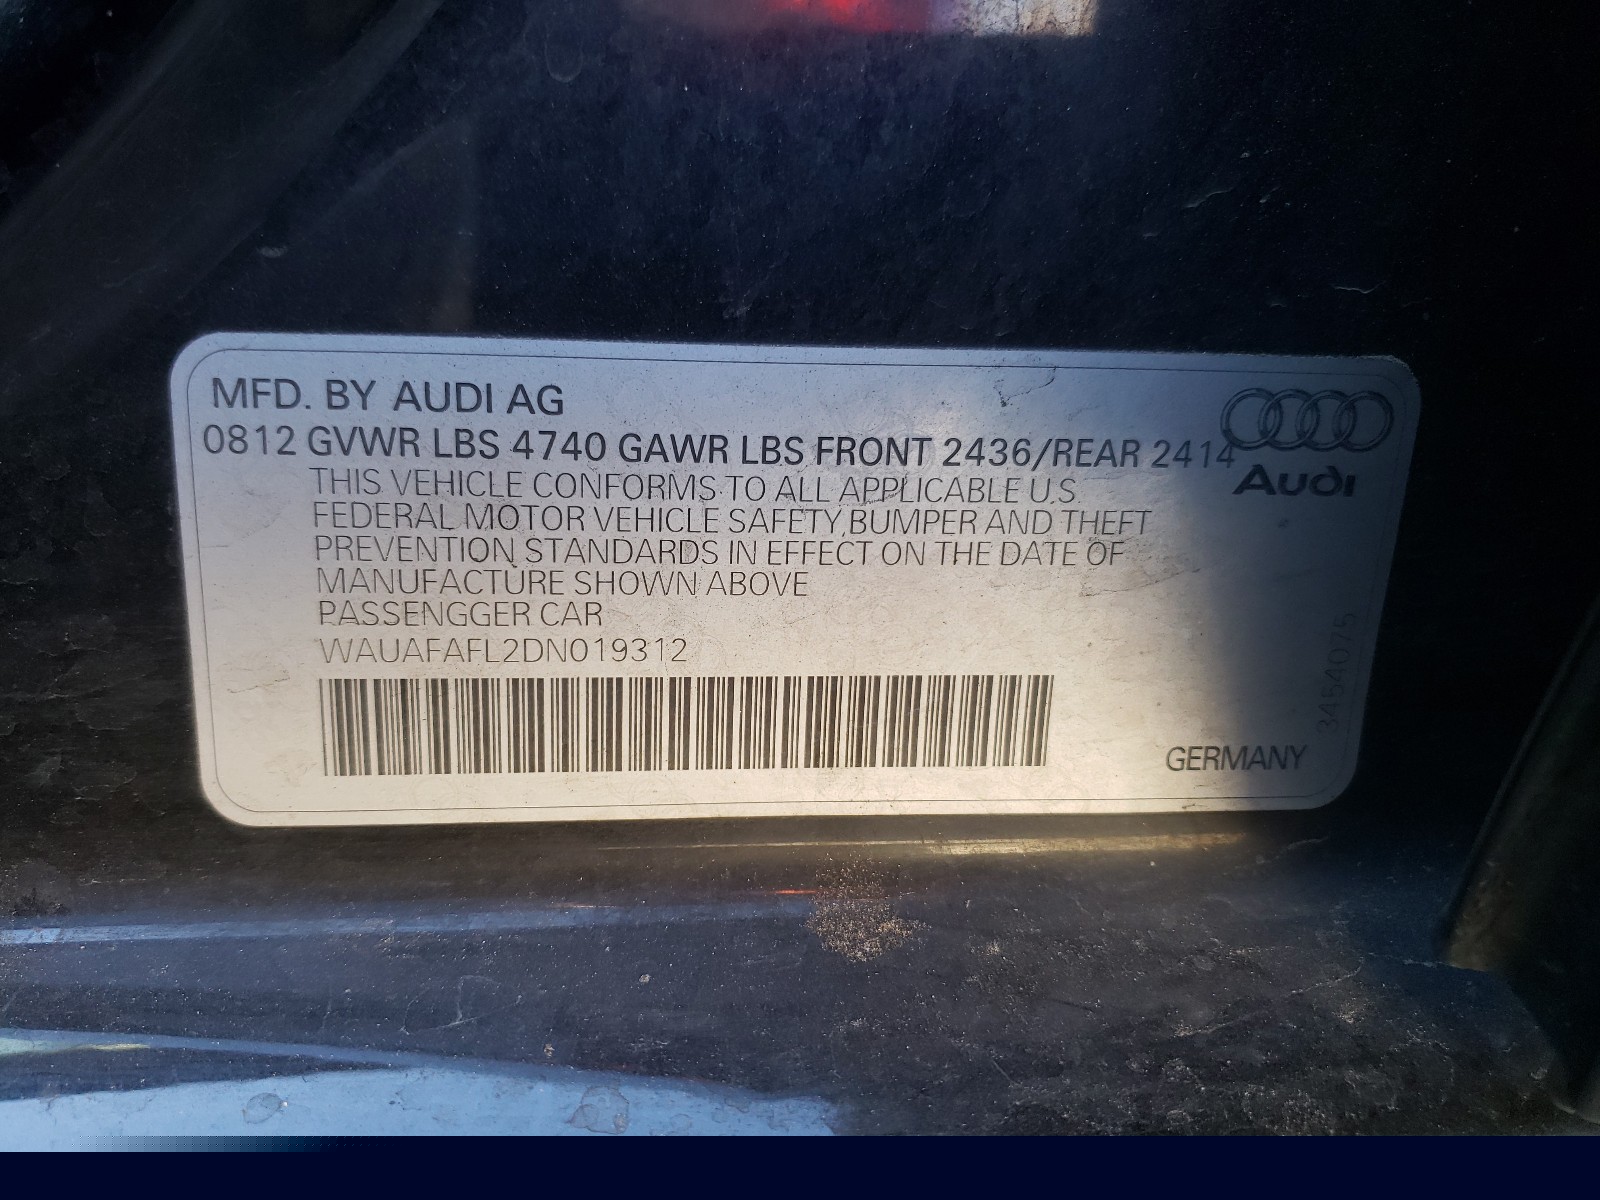 MFD. BY AUDI AG
0812 GVWR LBS 4740 GAWR LBS FRONT 2436/REAR 2414
Audi
THIS VEHICLE CONFORMS TO ALL APPLICABLE U.S.
FEDERAL MOTOR VEHICLE SAFETY,BUMPER AND THEFT
PREVENTION STANDARDS IN EFFECT ON THE DATE OF
MANUFACTURE SHOWN ABOVE
PASSENGGER CAR
WAUAFAFL2DN019312
GERMANY
34540075